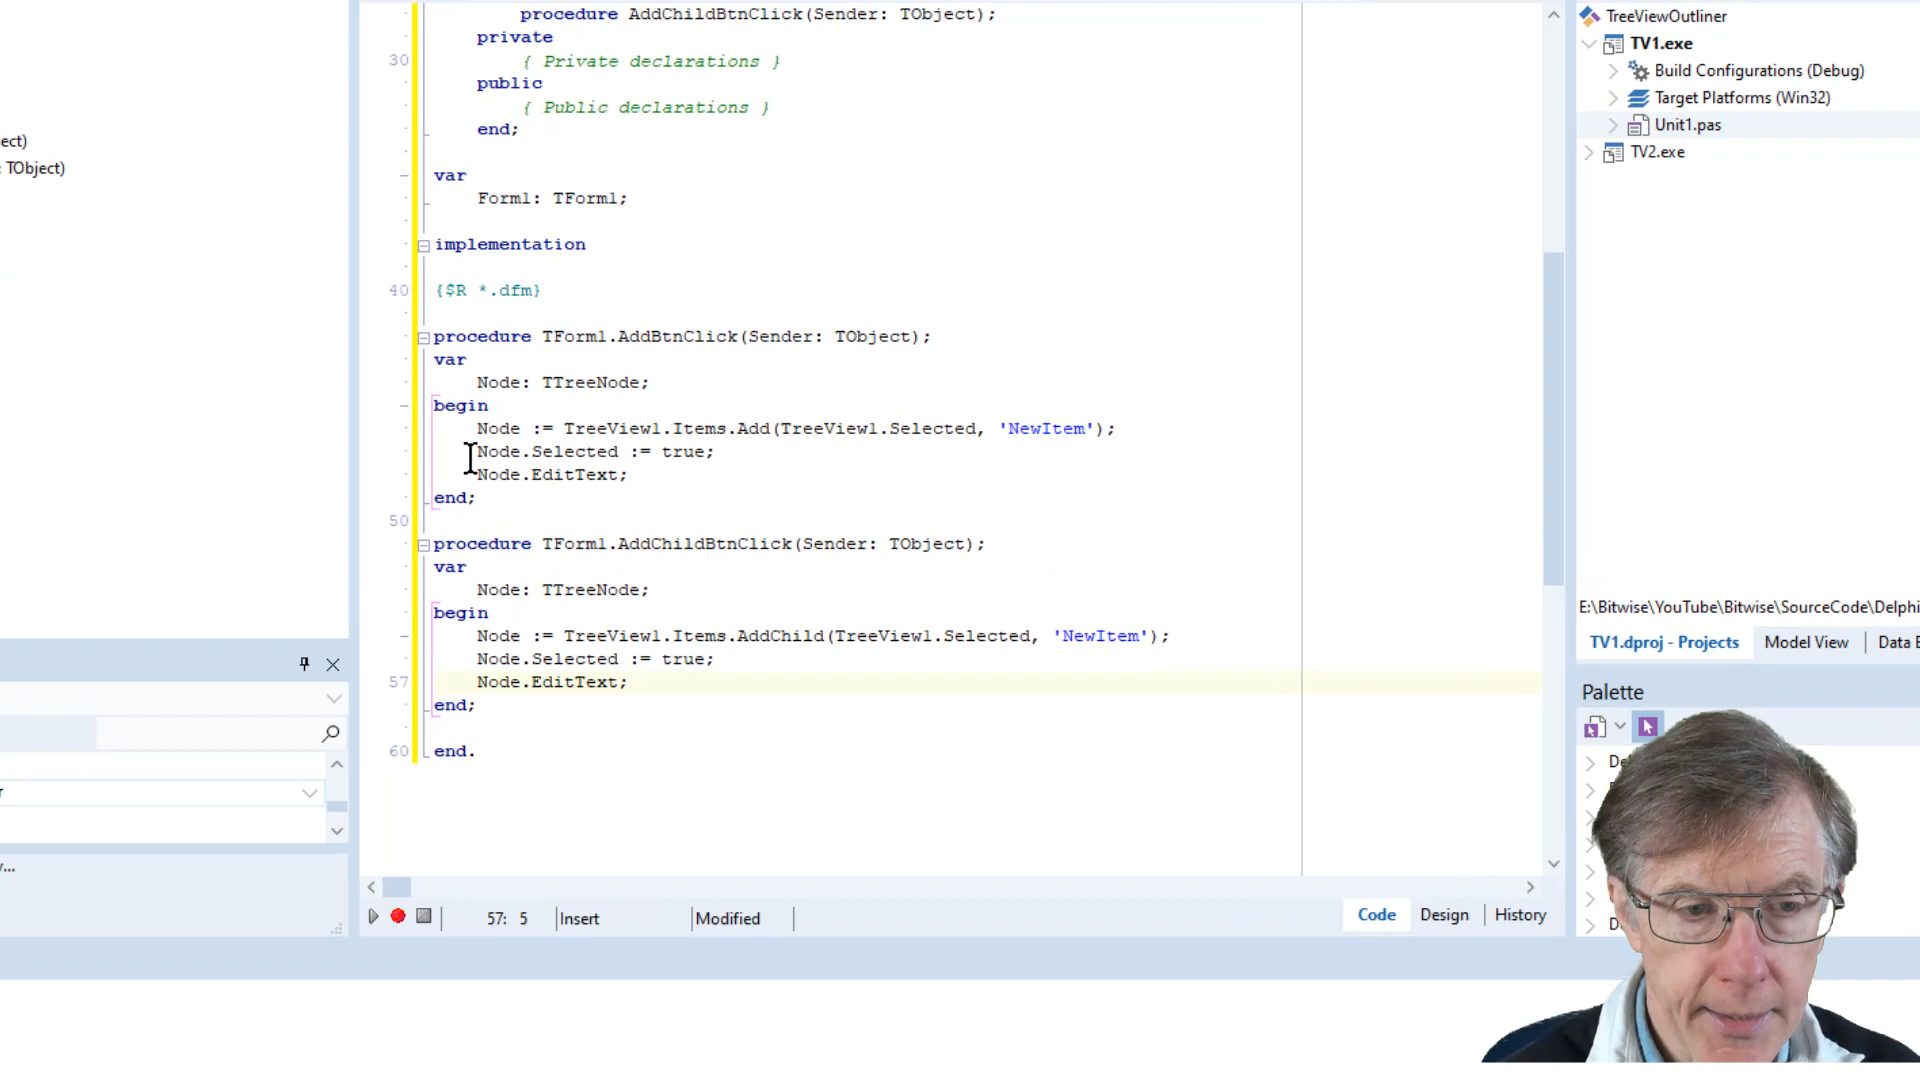 procedure AddChildBtnClick(Sender: TObject);
private
30 { Private declarations }
public
{ Public declarations }
end;
var
Form1: TForm1;
implementation
40 {$R *.dfm}
procedure TForm1.AddBtnClick(Sender: TObject);
var
Node: TTreeNode;
begin
Node := TreeView1.Items.Add(TreeView1.Selected, 'NewItem');
Node.Selected := true;
Node.EditText;
end;
50
procedure TForm1.AddChildBtnClick(Sender: TObject);
var
Node: TTreeNode;
begin
Node := TreeView1.Items.AddChild(TreeView1.Selected, 'NewItem');
Node.Selected := true;
57 Node.EditText;
end;
60 end.
57: 5 Insert Modified
Code Design History
ect)
: TObject)
TreeViewOutliner
TV1.exe
Build Configurations (Debug)
Target Platforms (Win32)
Unit1.pas
TV2.exe
E:\Bitwise\YouTube\Bitwise\SourceCode\Delphi
TV1.dproj - Projects Model View Data E
Palette